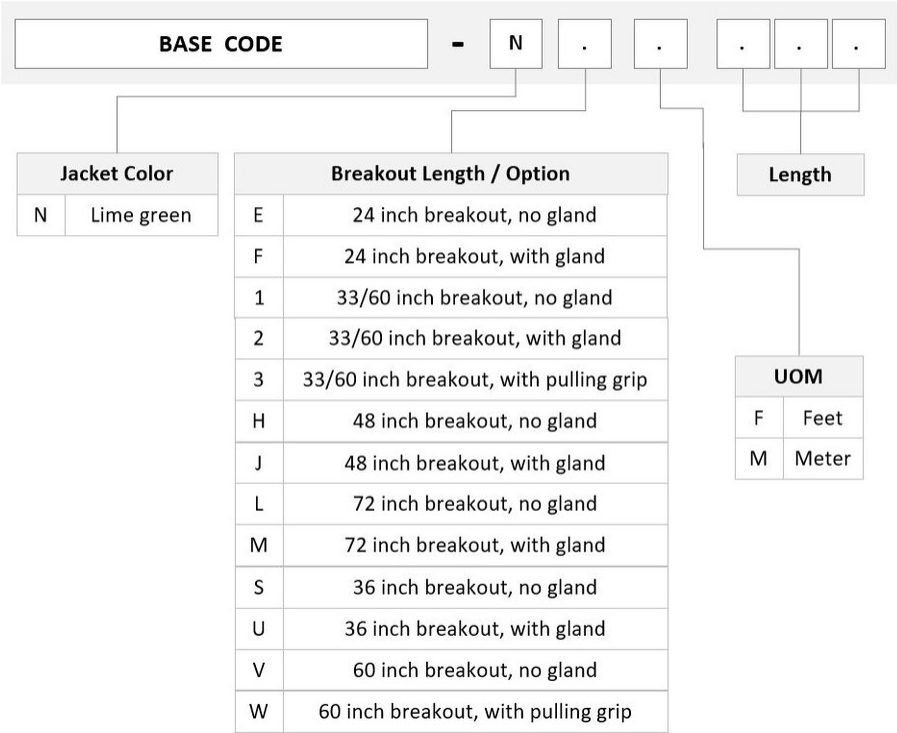 BASE CODE - N . . . . .
Jacket Color
N Lime green
Breakout Length / Option
E 24 inch breakout, no gland
F 24 inch breakout, with gland
1 33/60 inch breakout, no gland
2 33/60 inch breakout, with gland
3 33/60 inch breakout, with pulling grip
H 48 inch breakout, no gland
J 48 inch breakout, with gland
L 72 inch breakout, no gland
M 72 inch breakout, with gland
S 36 inch breakout, no gland
U 36 inch breakout, with gland
V 60 inch breakout, no gland
W 60 inch breakout, with pulling grip
Length
UOM
F Feet
M Meter